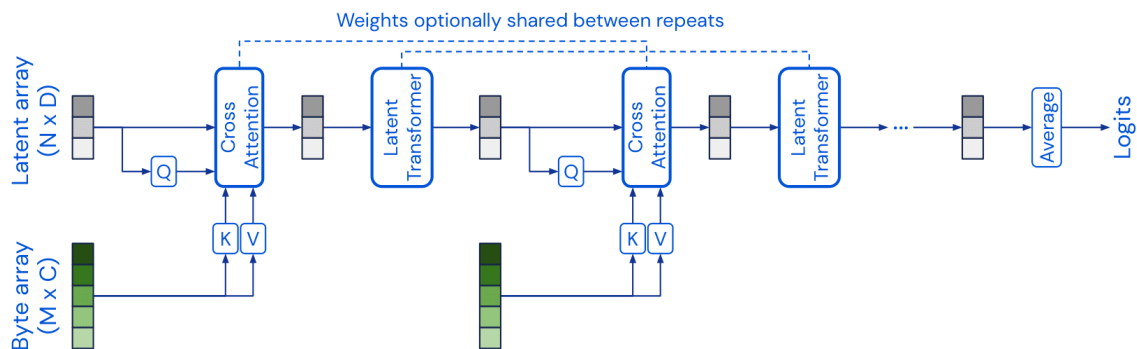 Weights optionally shared between repeats
Latent array
(N x D)
Q
Cross
Attention
Latent
Transformer
Q
Cross
Attention
Latent
Transformer
...
Average
Logits
Byte array
(M x C)
K
V
K
V